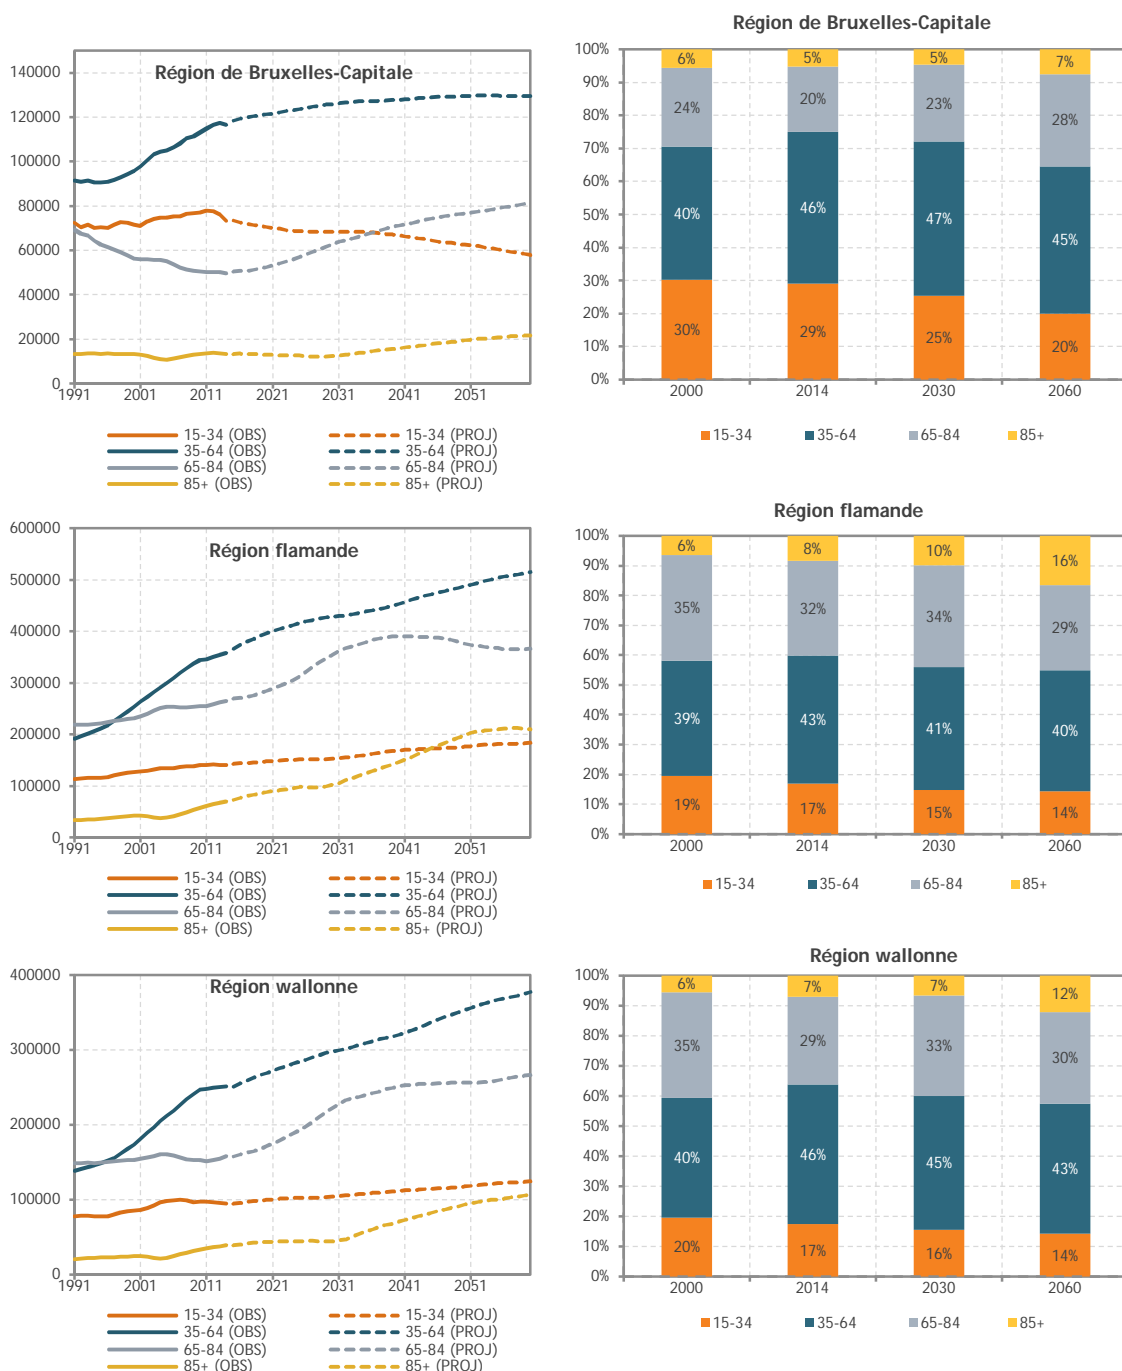 Région de Bruxelles-Capitale
140000
120000
100000
80000
60000
40000
20000
0
1991 2001 2011 2021 2031 2041 2051
15-34 (OBS) 15-34 (PROJ)
35-64 (OBS) 35-64 (PROJ)
65-84 (OBS) 65-84 (PROJ)
85+ (OBS) 85+ (PROJ)
Région de Bruxelles-Capitale
100%
90%
80%
70%
60%
50%
40%
30%
20%
10%
0%
6% 5% 5% 7%
24% 20% 23% 28%
40% 46% 47% 45%
30% 29% 25% 20%
2000 2014 2030 2060
15-34 35-64 65-84 85+
Région flamande
600000
500000
400000
300000
200000
100000
0
1991 2001 2011 2021 2031 2041 2051
15-34 (OBS) 15-34 (PROJ)
35-64 (OBS) 35-64 (PROJ)
65-84 (OBS) 65-84 (PROJ)
85+ (OBS) 85+ (PROJ)
Région flamande
100%
90%
80%
70%
60%
50%
40%
30%
20%
10%
0%
6% 8% 10% 16%
35% 32% 34% 29%
39% 43% 41% 40%
19% 17% 15% 14%
2000 2014 2030 2060
15-34 35-64 65-84 85+
Région wallonne
400000
300000
200000
100000
0
1991 2001 2011 2021 2031 2041 2051
15-34 (OBS) 15-34 (PROJ)
35-64 (OBS) 35-64 (PROJ)
65-84 (OBS) 65-84 (PROJ)
85+ (OBS) 85+ (PROJ)
Région wallonne
100%
90%
80%
70%
60%
50%
40%
30%
20%
10%
0%
6% 7% 7% 12%
35% 29% 33% 30%
40% 46% 45% 43%
20% 17% 16% 14%
2000 2014 2030 2060
15-34 35-64 65-84 85+